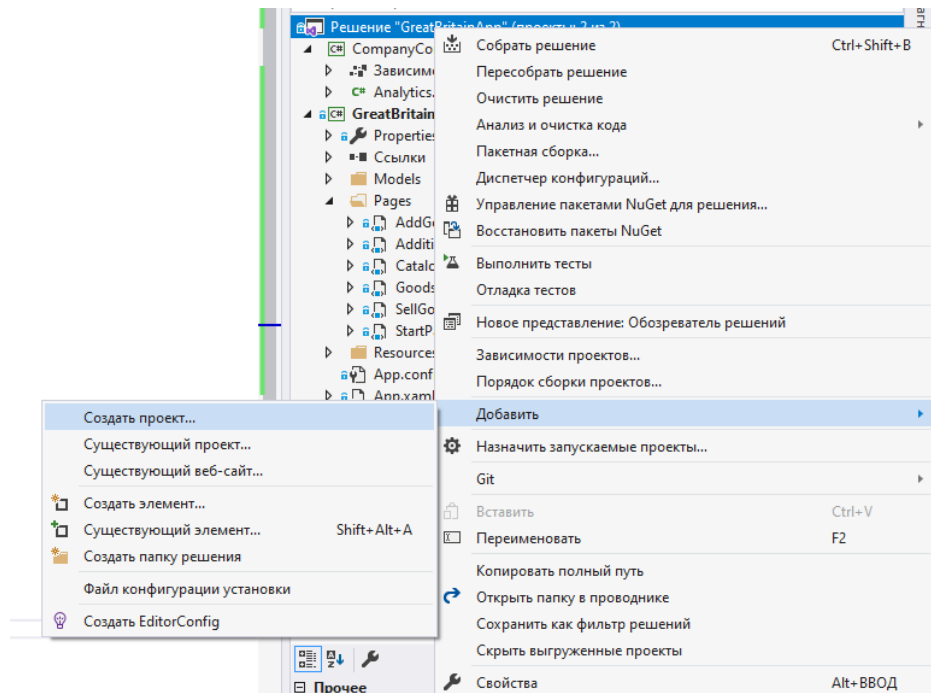 Решение "GreatBritainApp" (проекты: 2 из 2)
CompanyCo
Зависимо
Analytics.
GreatBritain
Properties
Ссылки
Models
Pages
AddGo
Additi
Catalo
Goods
SellGo
StartP
Resources
App.conf
App.xaml
Собрать решение Ctrl+Shift+B
Пересобрать решение
Очистить решение
Анализ и очистка кода
Пакетная сборка...
Диспетчер конфигураций...
Управление пакетами NuGet для решения...
Восстановить пакеты NuGet
Выполнить тесты
Отладка тестов
Новое представление: Обозреватель решений
Зависимости проектов...
Порядок сборки проектов...
Добавить
Назначить запускаемые проекты...
Git
Вставить Ctrl+V
Переименовать F2
Копировать полный путь
Открыть папку в проводнике
Сохранить как фильтр решений
Скрыть выгруженные проекты
Свойства Alt+ВВОД
Создать проект...
Существующий проект...
Существующий веб-сайт...
Создать элемент...
Существующий элемент... Shift+Alt+A
Создать папку решения
Файл конфигурации установки
Создать EditorConfig
Прочее